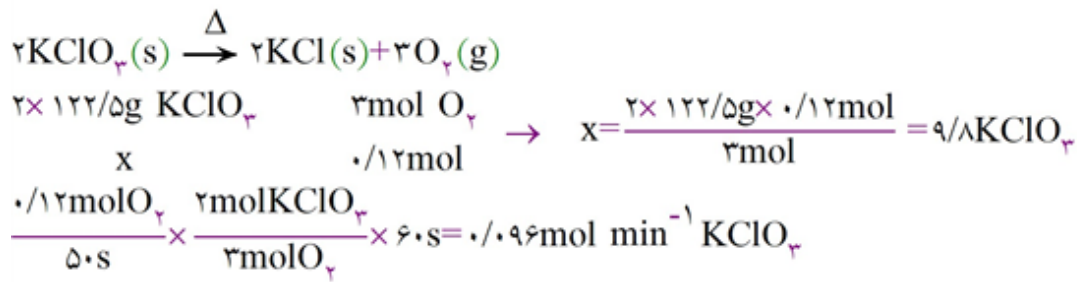 ۲KClO۳(s) —Δ→ ۲KCl(s)+۳O۲(g)
۲× ۱۲۲/۵g KClO۳ ۳mol O۲ → x= (۲× ۱۲۲/۵g× ۰/۱۲mol)/(۳mol) = ۹/۸KClO۳
x ۰/۱۲mol
(۰/۱۲molO۲)/(۵۰s) × (۲molKClO۳)/(۳molO۲) × ۶۰s= ۰/۰۹۶mol min⁻۱ KClO۳